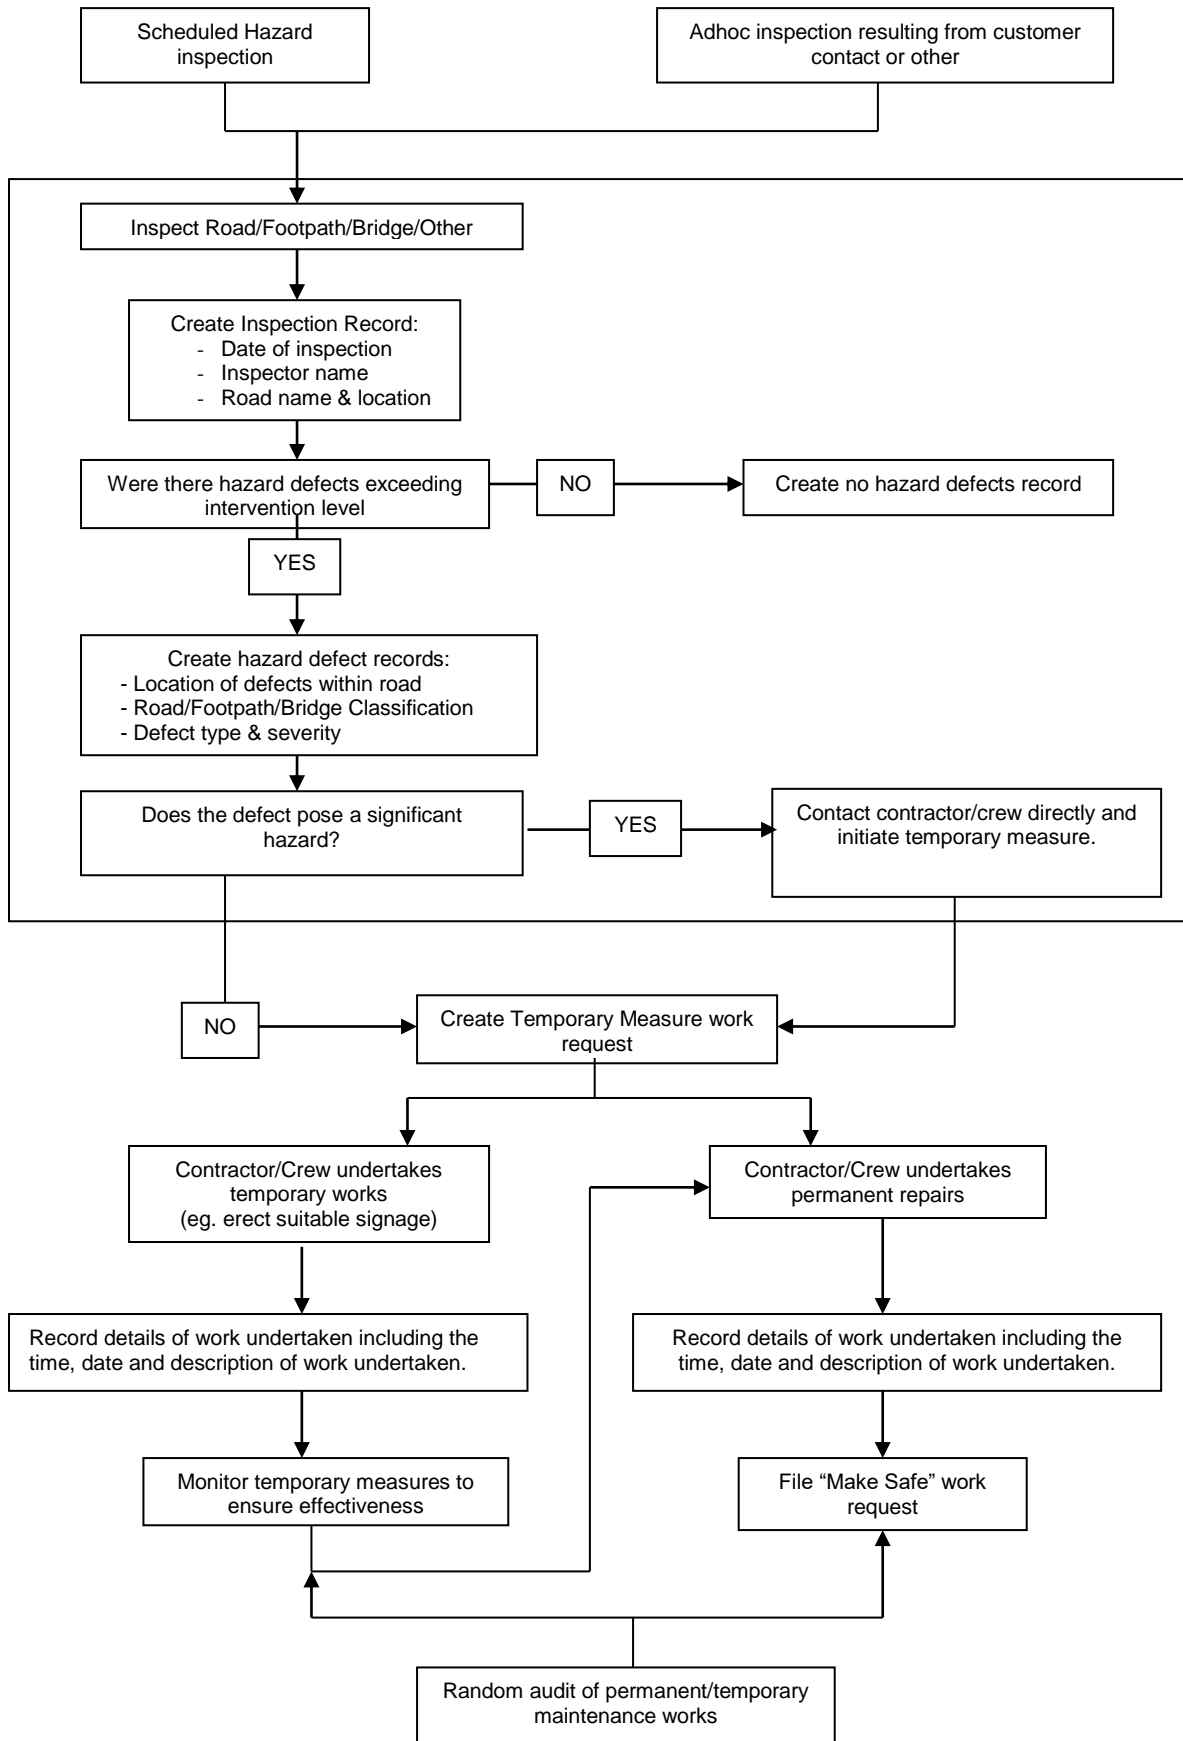 Scheduled Hazard
inspection
Adhoc inspection resulting from customer
contact or other
Inspect Road/Footpath/Bridge/Other
Create Inspection Record:
- Date of inspection
- Inspector name
- Road name & location
Were there hazard defects exceeding
intervention level
NO
Create no hazard defects record
YES
Create hazard defect records:
- Location of defects within road
- Road/Footpath/Bridge Classification
- Defect type & severity
Does the defect pose a significant
hazard?
YES
Contact contractor/crew directly and
initiate temporary measure.
NO
Create Temporary Measure work
request
Contractor/Crew undertakes
temporary works
(eg. erect suitable signage)
Contractor/Crew undertakes
permanent repairs
Record details of work undertaken including the
time, date and description of work undertaken.
Record details of work undertaken including the
time, date and description of work undertaken.
Monitor temporary measures to
ensure effectiveness
File “Make Safe” work
request
Random audit of permanent/temporary
maintenance works